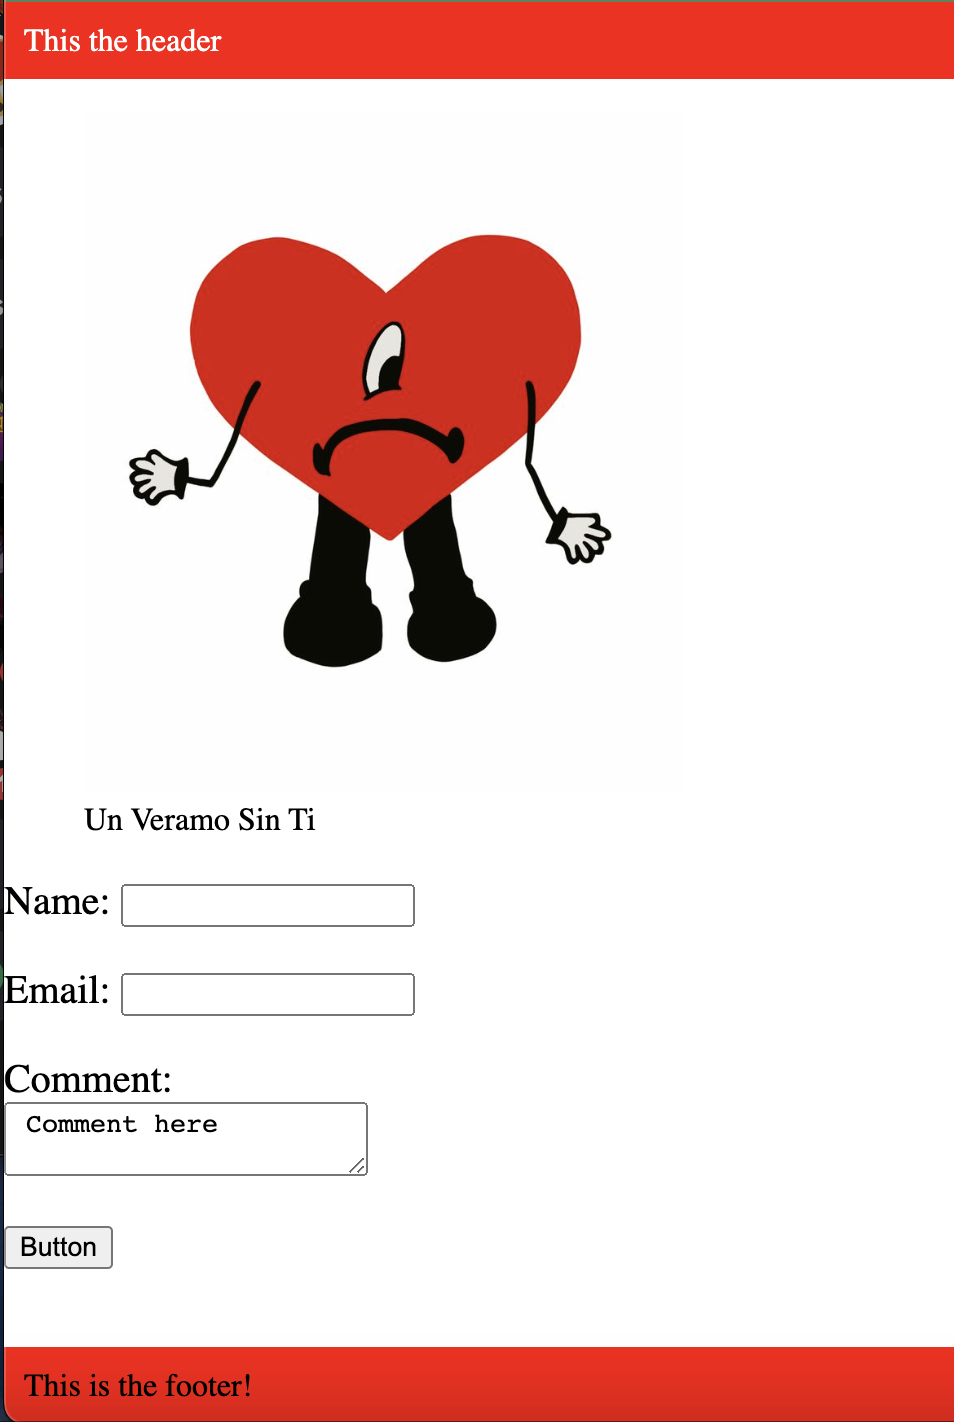 This the header
Un Veramo Sin Ti
Name:
Email:
Comment:
Comment here
Button
This is the footer!